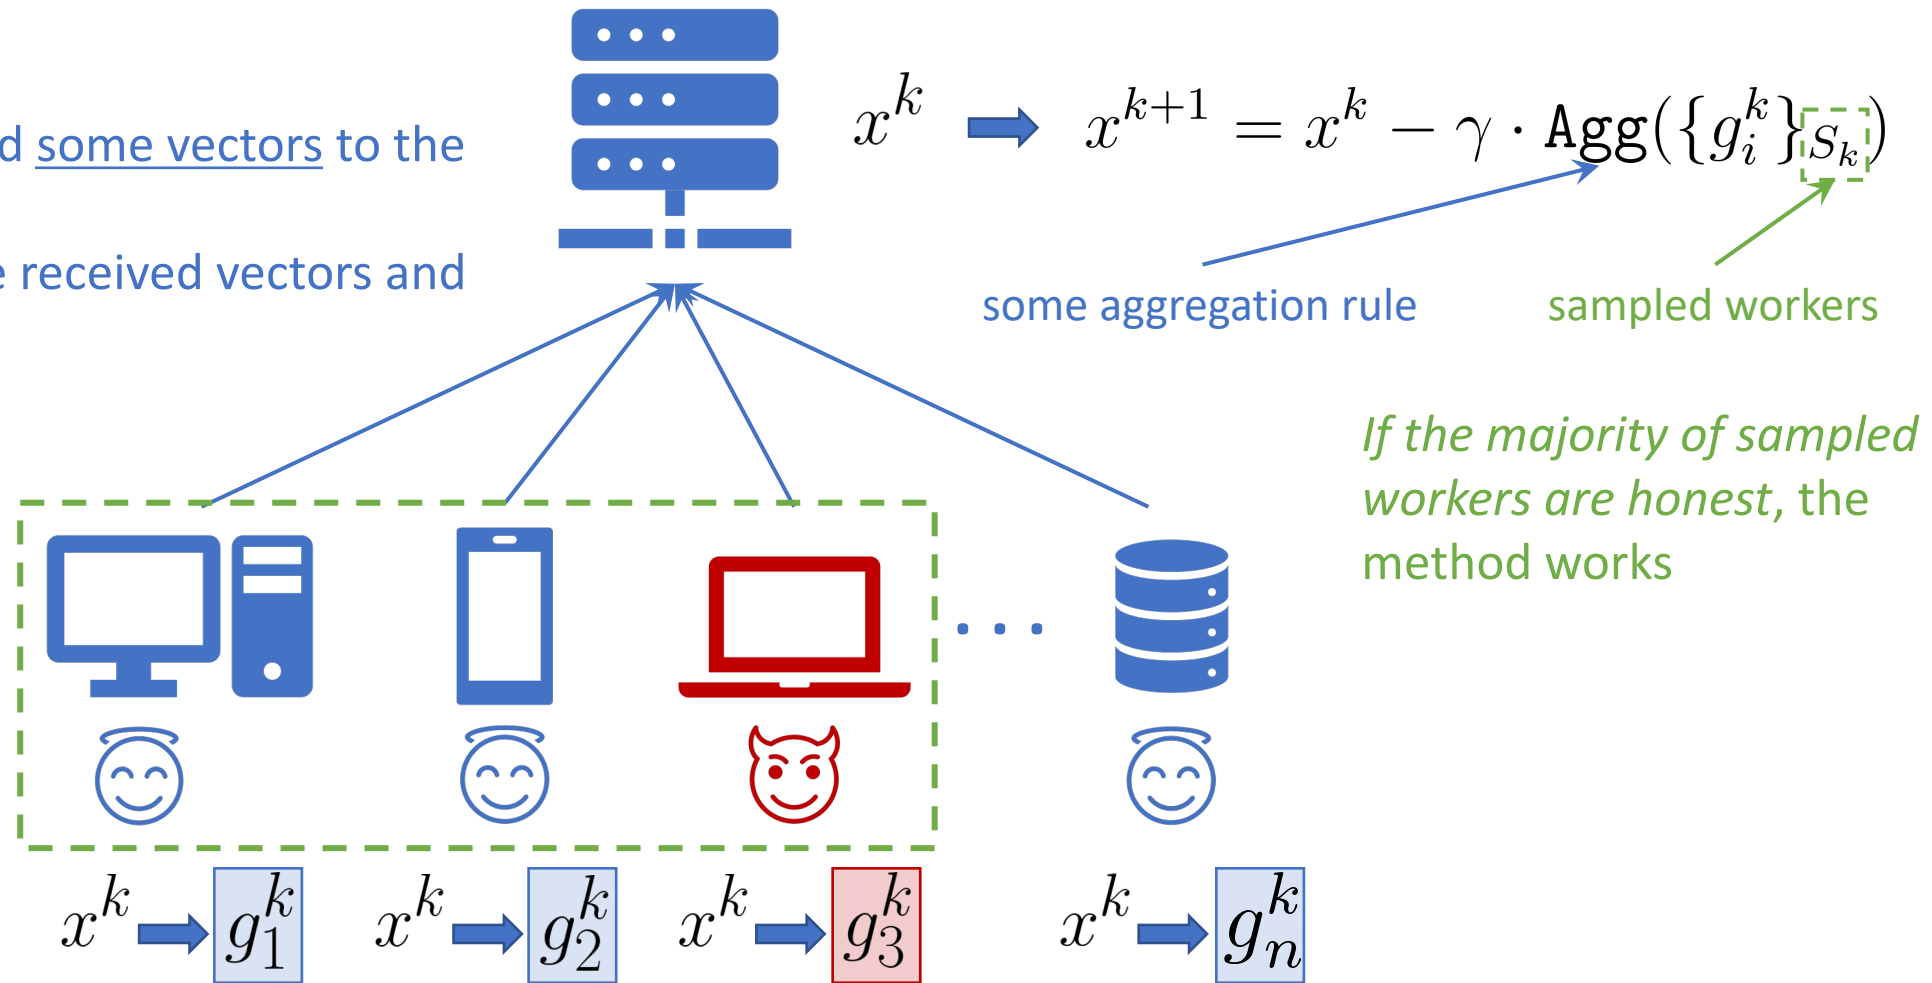 some vectors to the
received vectors and
x^k ➡ x^{k+1} = x^k − γ · Agg({g_i^k}_{S_k})
some aggregation rule
sampled workers
If the majority of sampled
workers are honest, the
method works
. . .
x^k ➡ g_1^k
x^k ➡ g_2^k
x^k ➡ g_3^k
x^k ➡ g_n^k